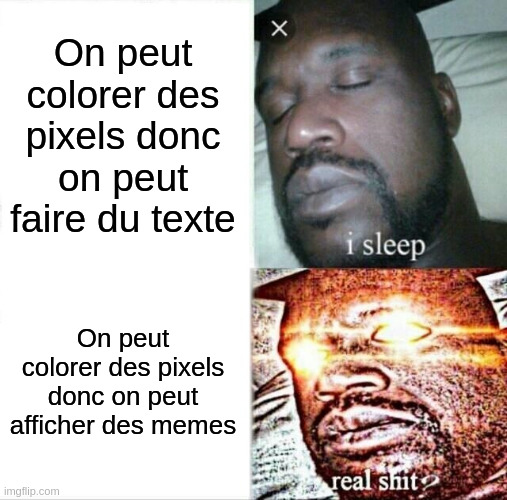 On peut
colorer des
pixels donc
on peut
faire du texte
i sleep
On peut
colorer des pixels
donc on peut
afficher des memes
real shit?
imgflip.com